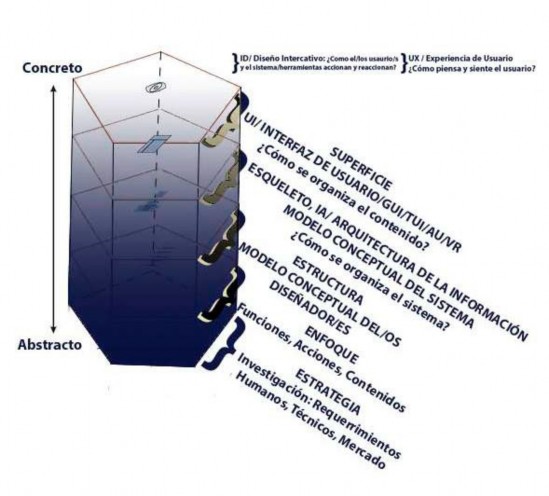 ID/ Diseño Intercativo: ¿Como el/los usaurio/s
y el sistema/herramientas accionan y reaccionan?
UX / Experiencia de Usuario
¿Cómo piensa y siente el usuario?
Concreto
SUPERFICIE
UI/ INTERFAZ DE USUARIO/GUI/TUI/AU/VR
¿Cómo se organiza el contenido?
ESQUELETO, IA/ ARQUITECTURA DE LA INFORMACIÓN
MODELO CONCEPTUAL DEL SISTEMA
¿Cómo se organiza el sistema?
ESTRUCTURA
MODELO CONCEPTUAL DEL/OS
DISEÑADOR/ES
ENFOQUE
Funciones, Acciones, Contenidos
ESTRATEGIA
Investigación: Requerrimientos
Humanos, Técnicos, Mercado
Abstracto